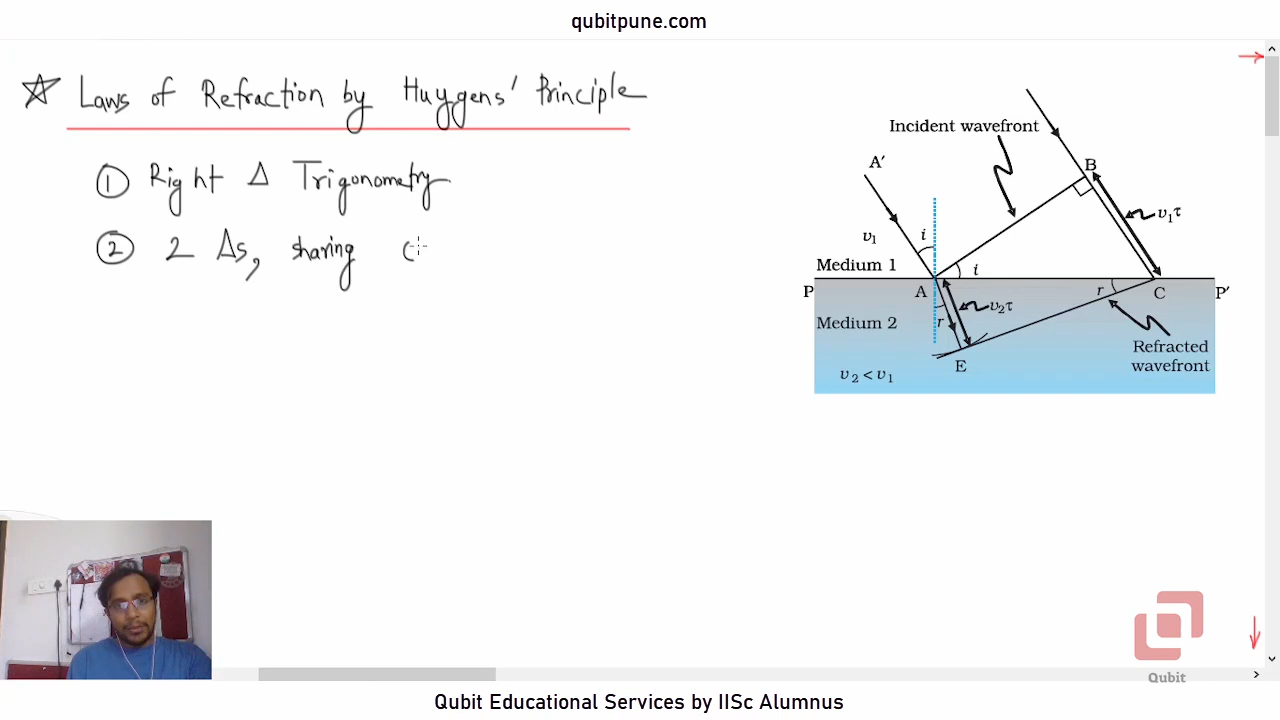 qubitpune.com
☆ Laws of Refraction by Huygens' Principle
① Right Δ Trigonometry
② 2 Δs, sharing
Incident wavefront
A′
B
v₁τ
v₁
i
i
Medium 1
P
A
r
C
P′
v₂τ
Medium 2
r
Refracted
wavefront
E
v₂ < v₁
Qubit
Qubit Educational Services by IISc Alumnus